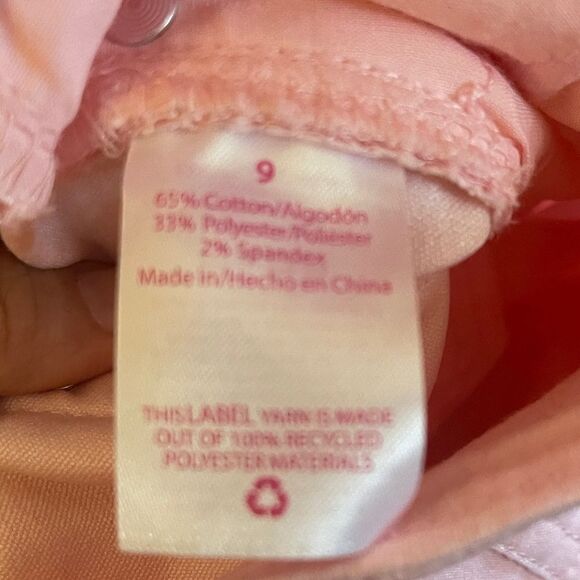 9
65% Cotton/Algodón
33% Polyester/Poliester
2% Spandex
Made In/Hecho en China
THIS LABEL YARN IS MADE
OUT OF 100% RECYCLED
POLYESTER MATERIALS